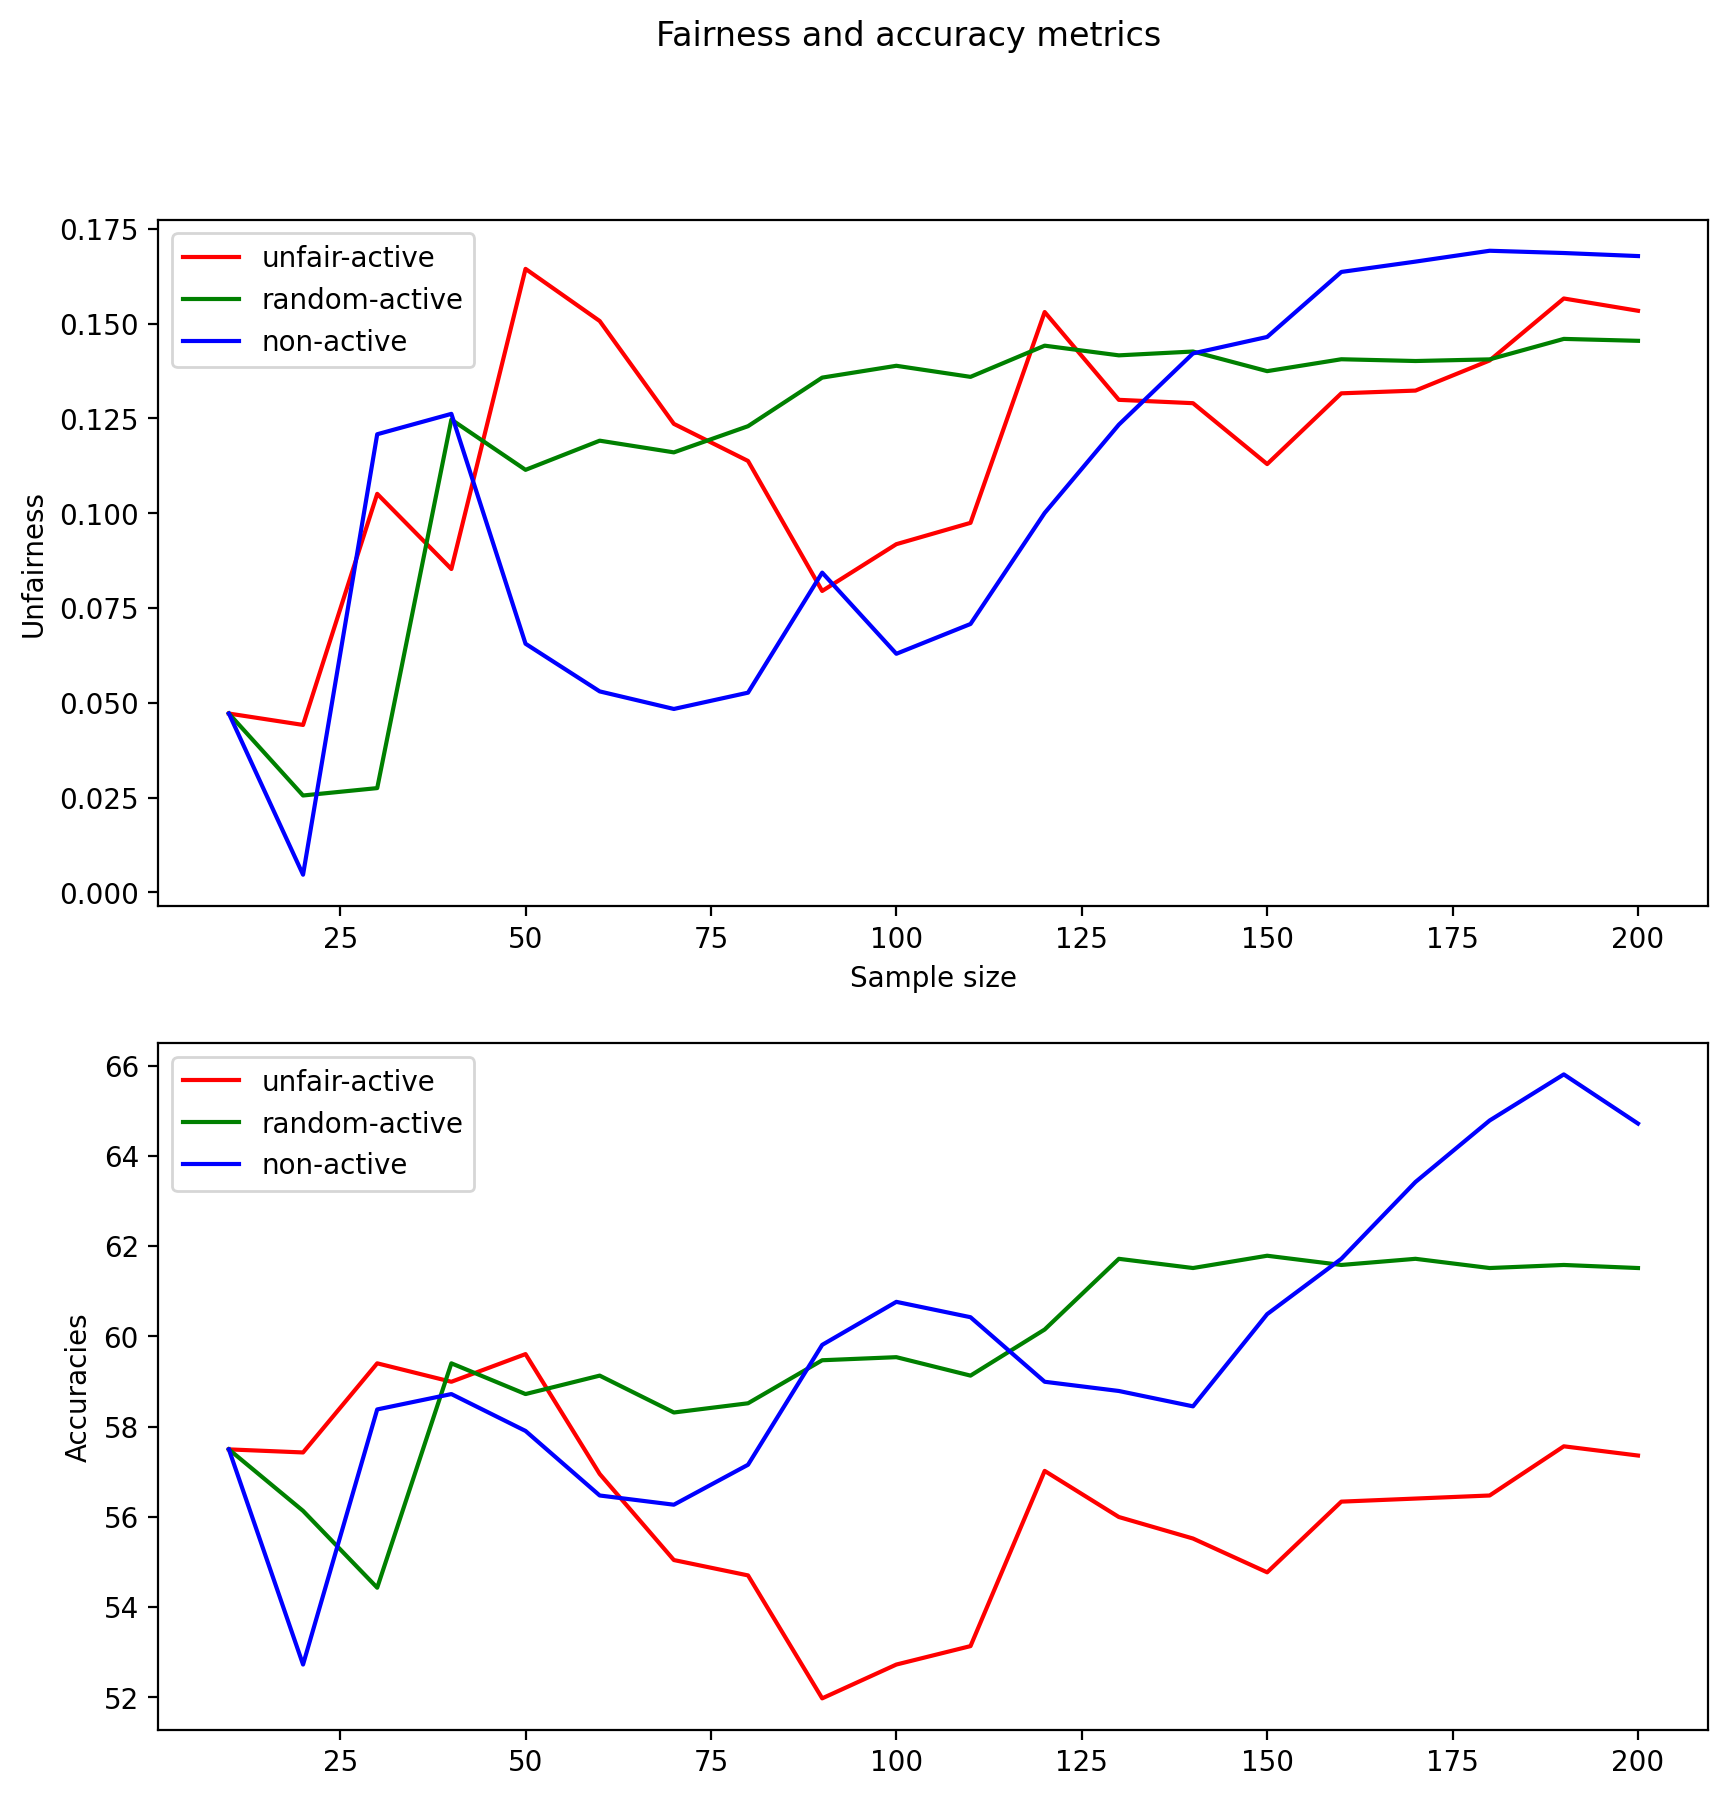 Fairness and accuracy metrics
0.175
0.150
0.125
0.100
0.075
0.050
0.025
0.000
Unfairness
unfair-active
random-active
non-active
25 50 75 100 125 150 175 200
Sample size
66
64
62
60
58
56
54
52
Accuracies
unfair-active
random-active
non-active
25 50 75 100 125 150 175 200